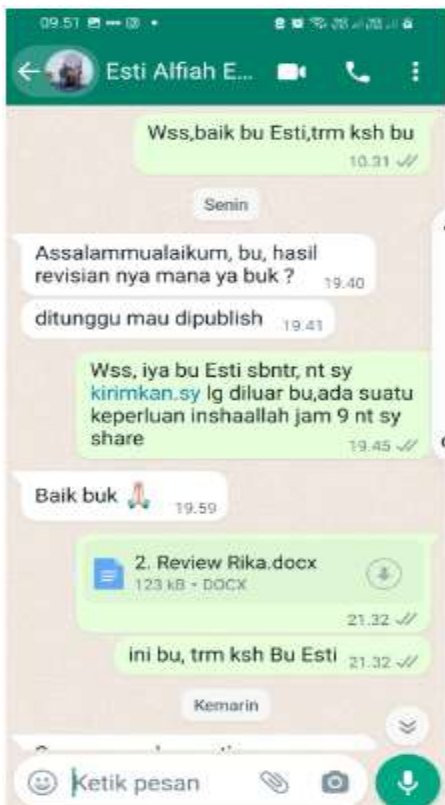 09.51
Esti Alfiah E...
Wss,baik bu Esti,trm ksh bu
10.31
Senin
Assalammualaikum, bu, hasil
revisian nya mana ya buk ?
19.40
ditunggu mau dipublish
19.41
Wss, iya bu Esti sbntr, nt sy
kirimkan.sy lg diluar bu,ada suatu
keperluan inshaallah jam 9 nt sy
share
19.45
Baik buk 🙏
19.59
2. Review Rika.docx
123 kB • DOCX
21.32
ini bu, trm ksh Bu Esti
21.32
Kemarin
Ketik pesan